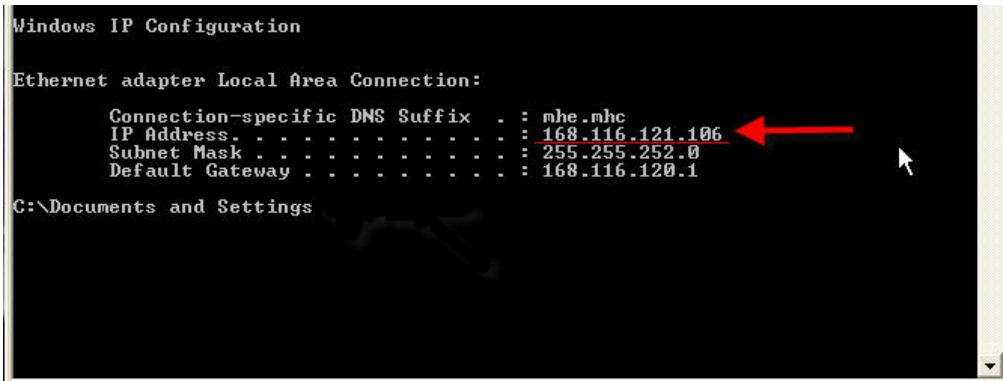 Windows IP Configuration
Ethernet adapter Local Area Connection:
Connection-specific DNS Suffix . : mhe.mhc
IP Address. . . . . . . . . . . . : 168.116.121.106
Subnet Mask . . . . . . . . . . . : 255.255.252.0
Default Gateway . . . . . . . . . : 168.116.120.1
C:\Documents and Settings